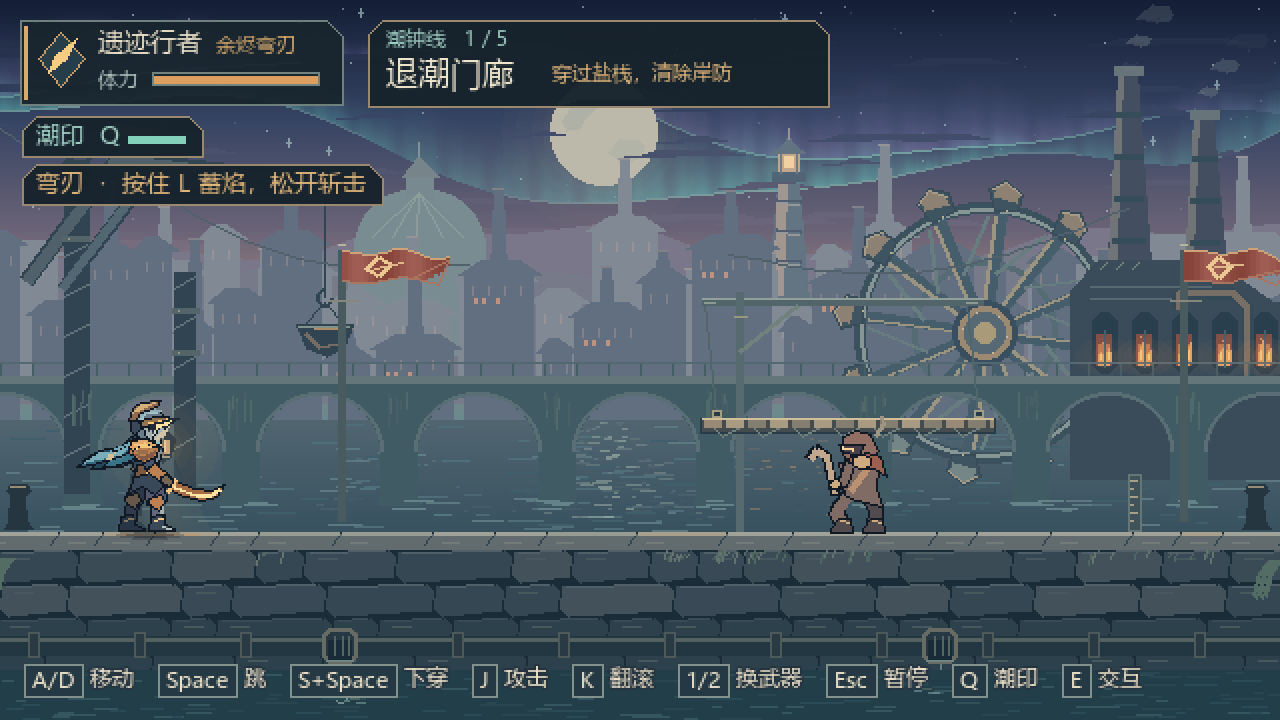 遗迹行者 余烬弯刃
体力
潮钟线 1 / 5
退潮门廊 穿过盐栈，清除岸防
潮印 Q
弯刃 · 按住 L 蓄焰，松开斩击
A/D 移动 Space 跳 S+Space 下穿 J 攻击 K 翻滚 1/2 换武器 Esc 暂停 Q 潮印 E 交互